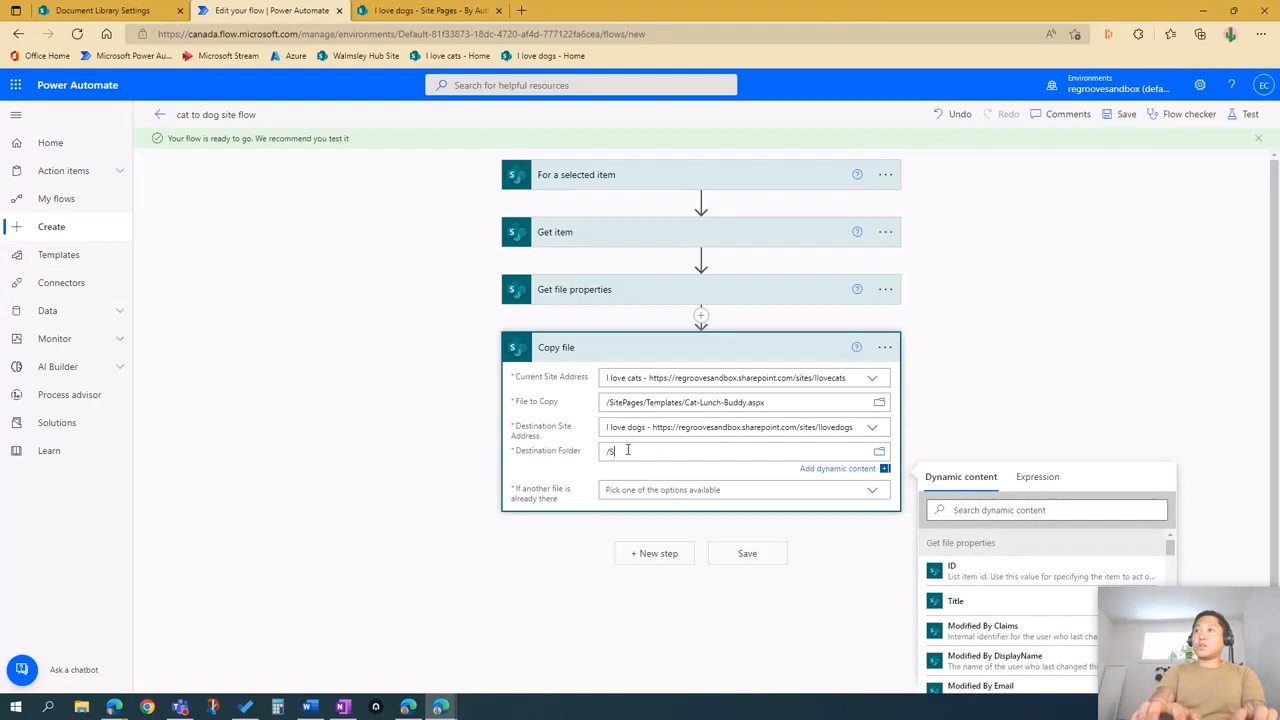 Document Library Settings
Edit your flow | Power Automate
I love dogs - Site Pages - By Aut
https://canada.flow.microsoft.com/manage/environments/Default-81f33873-18dc-4720-af3d-777122fa6cea/flows/new
Office Home
Microsoft Power Au...
Microsoft Stream
Azure
Walmsley Hub Site
I love cats - Home
I love dogs - Home
Power Automate
Search for helpful resources
Environments
regroovesandbox (defa...
EC
cat to dog site flow
Undo
Redo
Comments
Save
Flow checker
Test
Your flow is ready to go. We recommend you test it
Home
Action items
My flows
Create
Templates
Connectors
Data
Monitor
AI Builder
Process advisor
Solutions
Learn
Ask a chatbot
For a selected item
Get item
Get file properties
Copy file
* Current Site Address
I love cats - https://regroovesandbox.sharepoint.com/sites/Ilovecats
* File to Copy
/SitePages/Templates/Cat-Lunch-Buddy.aspx
* Destination Site
Address
I love dogs - https://regroovesandbox.sharepoint.com/sites/Ilovedogs
* Destination Folder
/S
Add dynamic content
* If another file is
already there
Pick one of the options available
+ New step
Save
Dynamic content
Expression
Search dynamic content
Get file properties
ID
List item id. Use this value for specifying the item to act o...
Title
Modified By Claims
Internal identifier for the user who last cha
Modified By DisplayName
The name of the user who last changed thi
Modified By Email